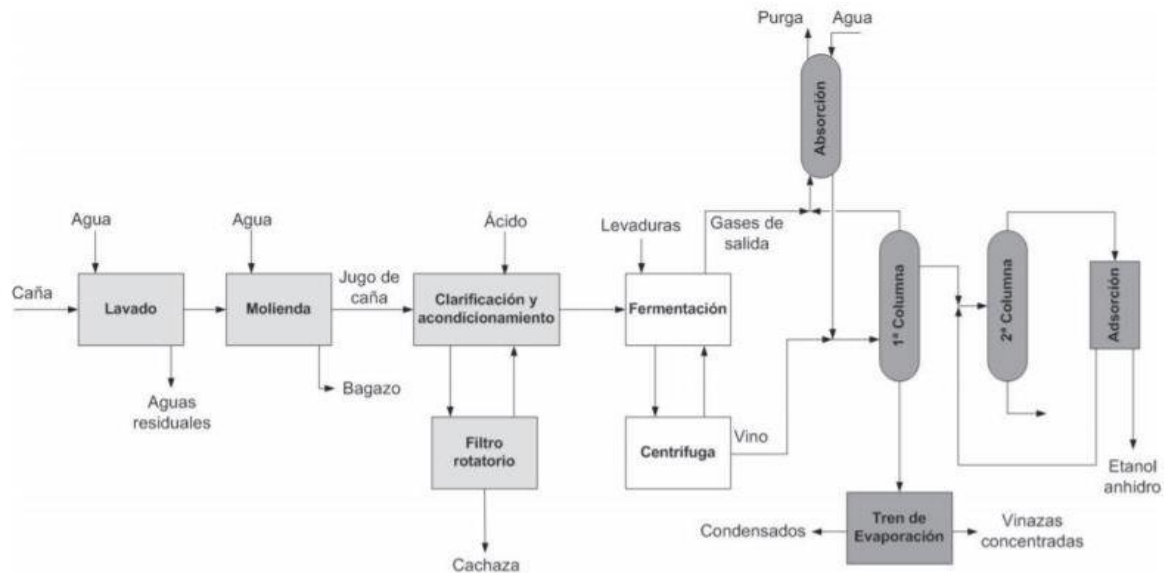 Purga
Agua
Absorción
Agua
Agua
Ácido
Levaduras
Gases de
salida
Caña
Lavado
Molienda
Jugo de
caña
Clarificación y
acondicionamiento
Fermentación
1ª Columna
2ª Columna
Adsorción
Aguas
residuales
Bagazo
Filtro
rotatorio
Centrifuga
Vino
Etanol
anhidro
Cachaza
Condensados
Tren de
Evaporación
Vinazas
concentradas